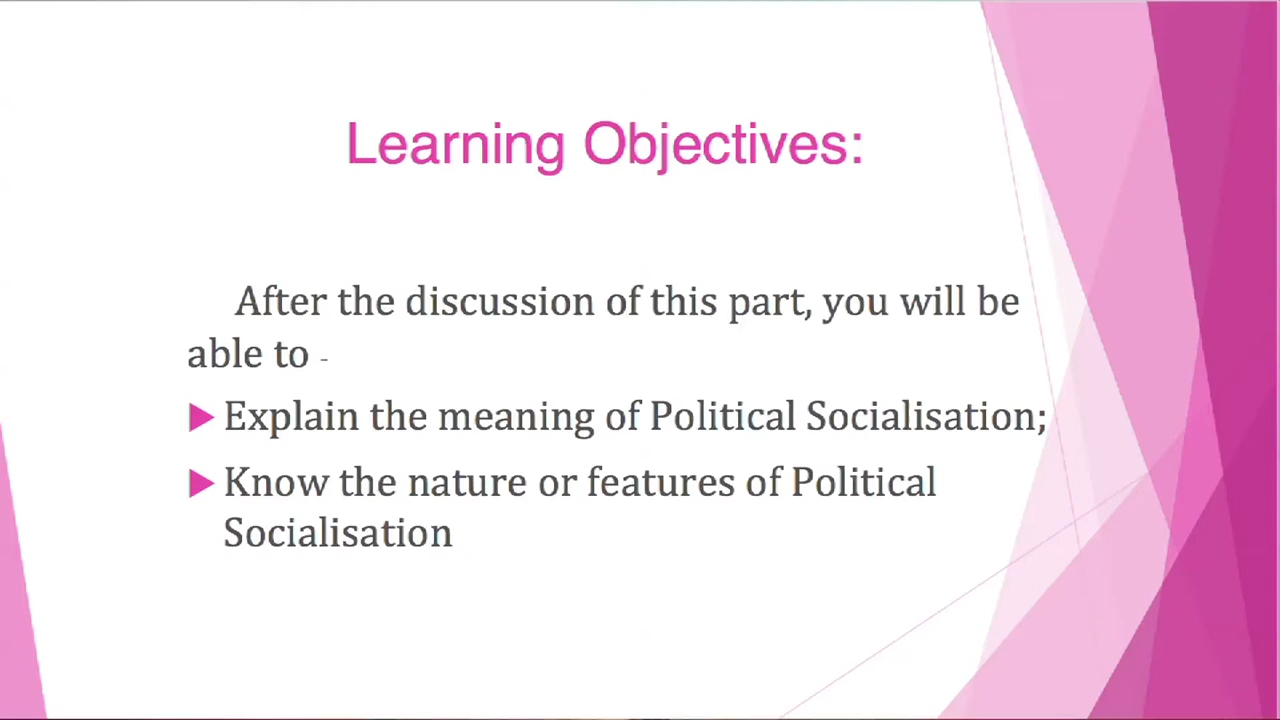 Learning Objectives:
After the discussion of this part, you will be
able to -
Explain the meaning of Political Socialisation;
Know the nature or features of Political
Socialisation